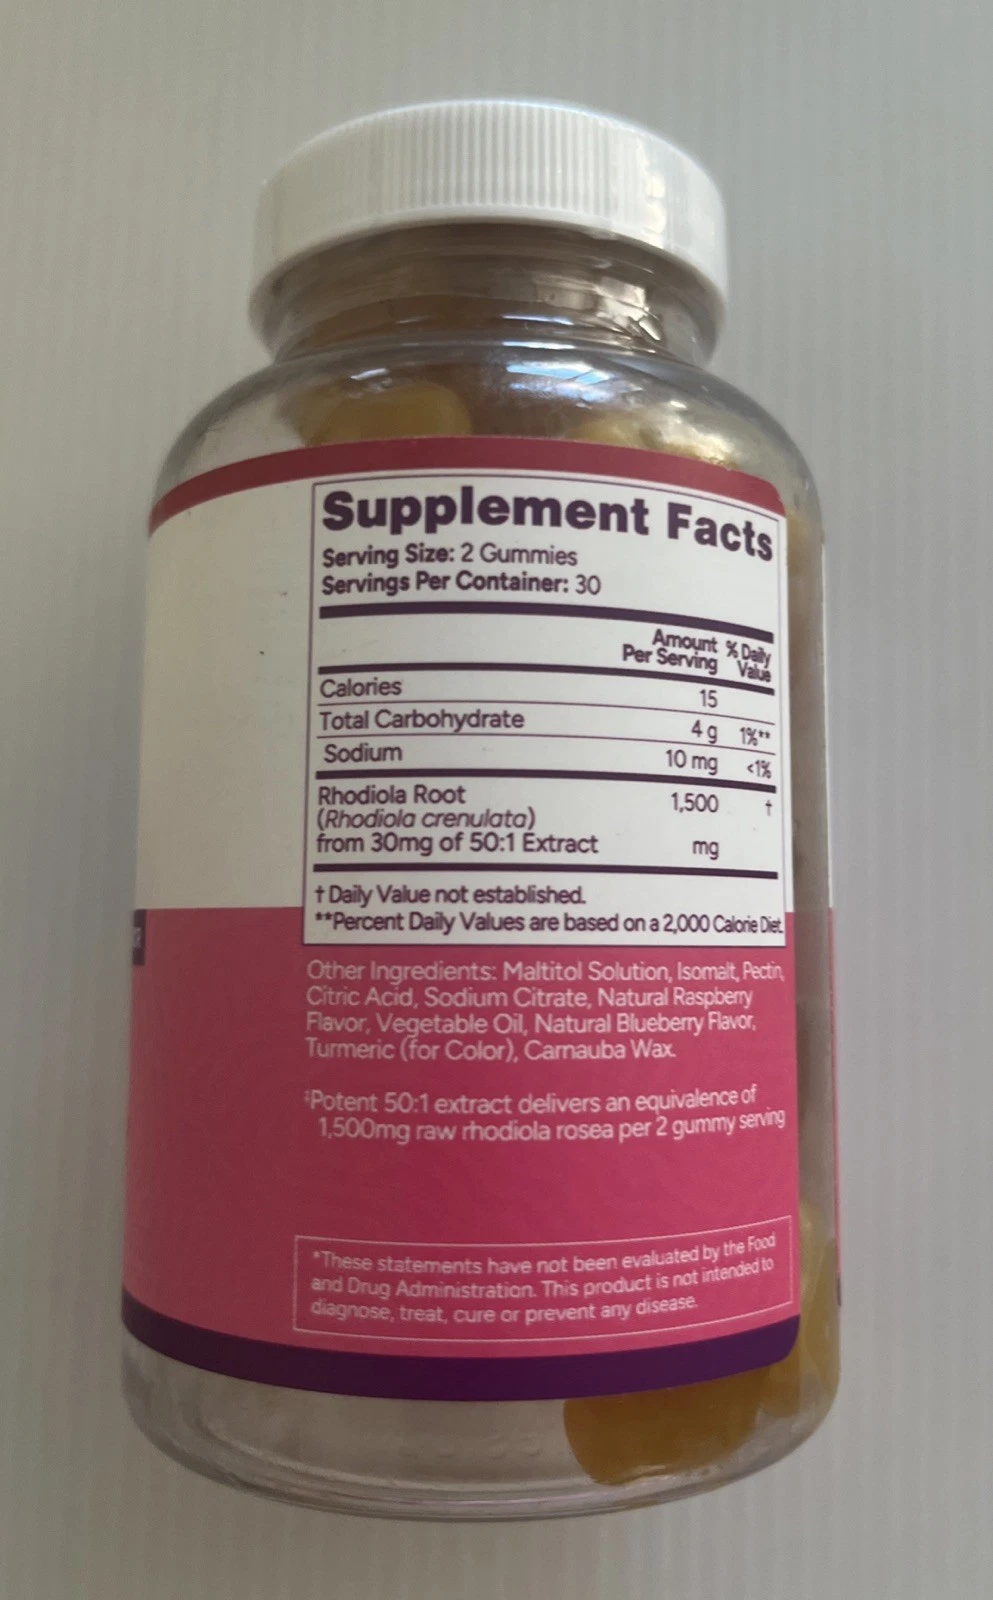 Supplement Facts
Serving Size: 2 Gummies
Servings Per Container: 30
Amount Per Serving % Daily Value
Calories 15
Total Carbohydrate 4 g 1%**
Sodium 10 mg <1%
Rhodiola Root 1,500 †
(Rhodiola crenulata)
from 30mg of 50:1 Extract mg
† Daily Value not established.
**Percent Daily Values are based on a 2,000 Calorie Diet.
Other Ingredients: Maltitol Solution, Isomalt, Pectin,
Citric Acid, Sodium Citrate, Natural Raspberry
Flavor, Vegetable Oil, Natural Blueberry Flavor,
Turmeric (for Color), Carnauba Wax.
‡Potent 50:1 extract delivers an equivalence of
1,500mg raw rhodiola rosea per 2 gummy serving
*These statements have not been evaluated by the Food
and Drug Administration. This product is not intended to
diagnose, treat, cure or prevent any disease.